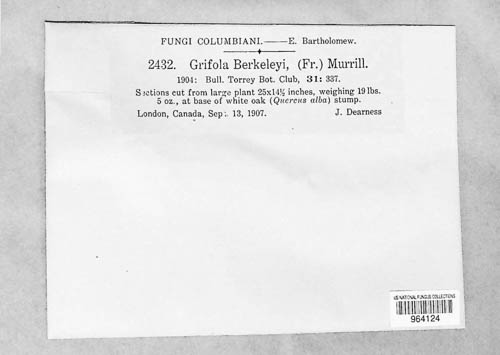 FUNGI COLUMBIANI.——E. Bartholomew.
2432. Grifola Berkeleyi, (Fr.) Murrill.
1904: Bull. Torrey Bot. Club, 31: 337.
Sections cut from large plant 25x14½ inches, weighing 19 lbs.
5 oz., at base of white oak (Quercus alba) stump.
London, Canada, Sept. 13, 1907. J. Dearness
US NATIONAL FUNGUS COLLECTIONS
964124